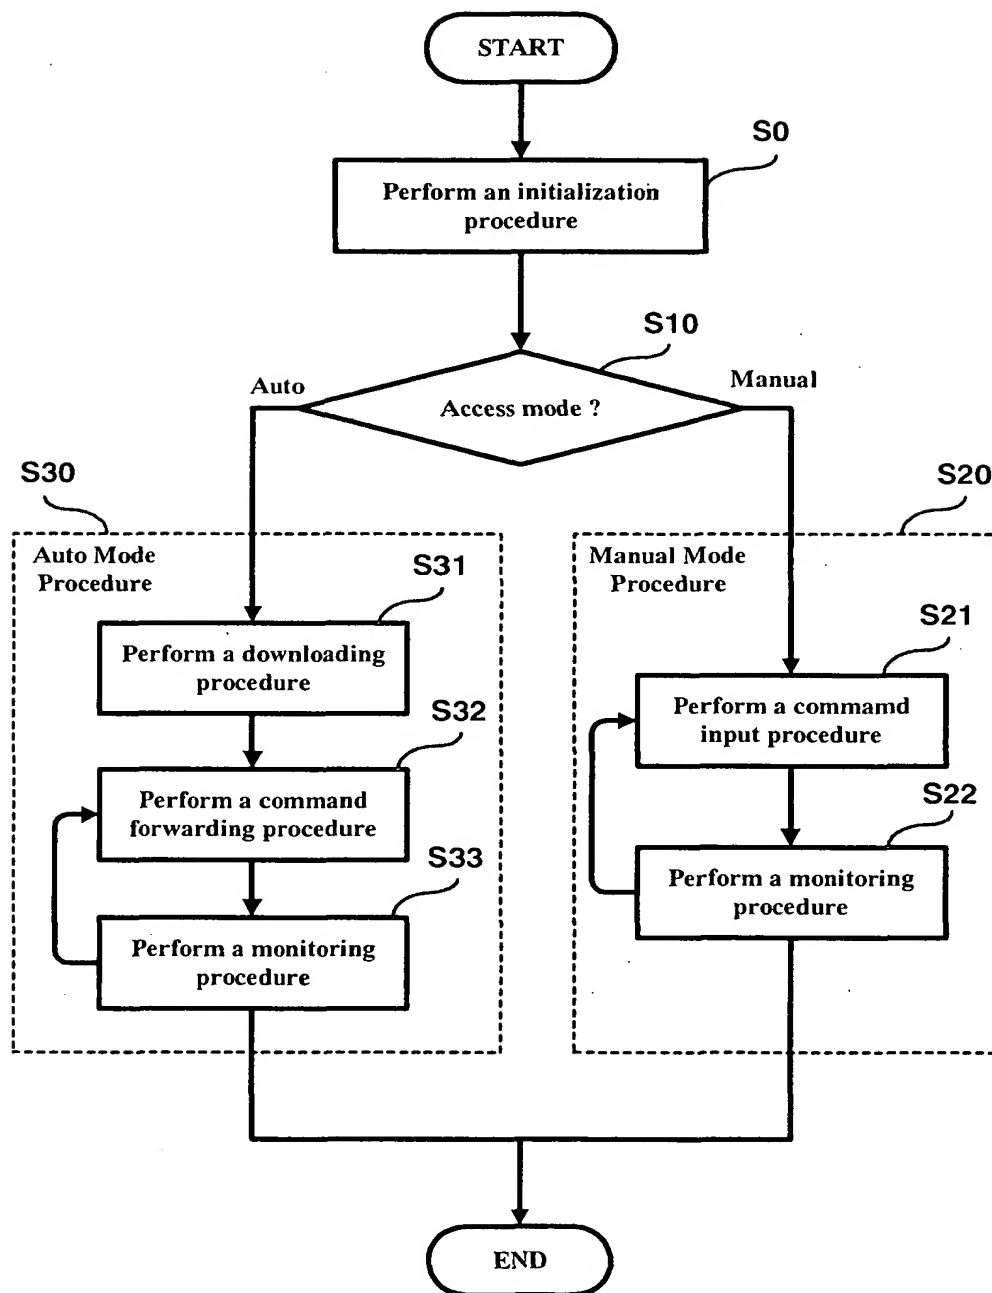 START
S0
Perform an initialization
procedure
S10
Auto
Manual
Access mode ?
S30
S20
Auto Mode
Procedure
Manual Mode
Procedure
S31
Perform a downloading
procedure
S21
Perform a commamd
input procedure
S32
Perform a command
forwarding procedure
S22
Perform a monitoring
procedure
S33
Perform a monitoring
procedure
END